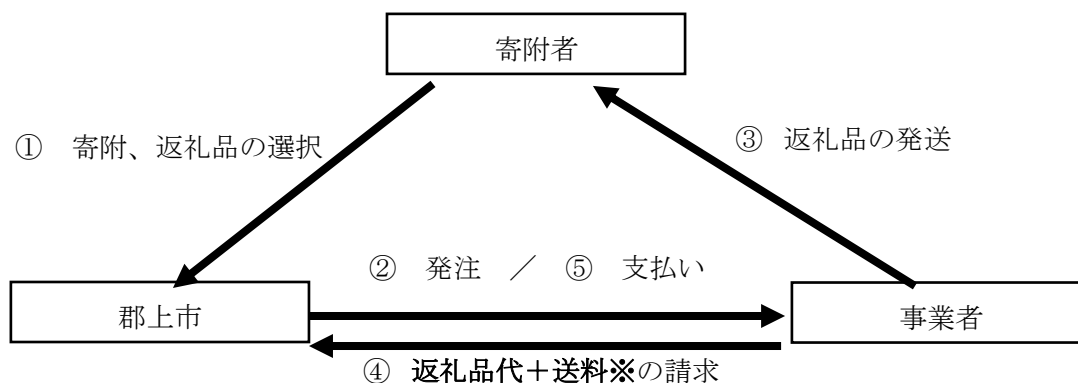 寄附者
① 寄附、返礼品の選択
③ 返礼品の発送
② 発注 ／ ⑤ 支払い
郡上市
事業者
④ 返礼品代＋送料※の請求